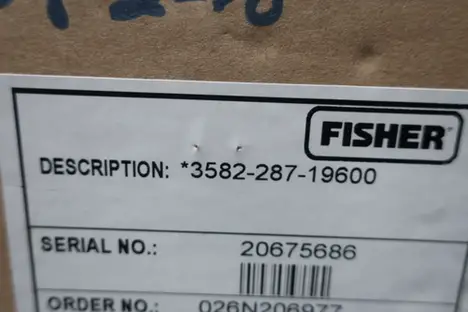 FISHER
DESCRIPTION: *3582-287-19600
SERIAL NO.: 20675686
ORDER NO.: 026N206977